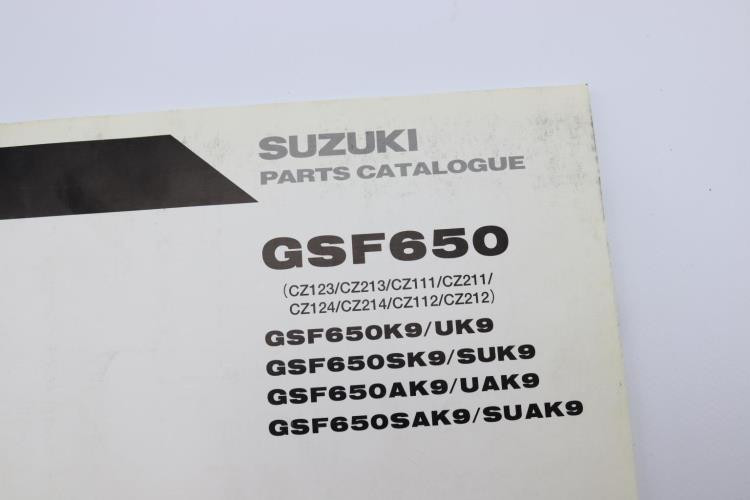 SUZUKI
PARTS CATALOGUE
GSF650
(CZ123/CZ213/CZ111/CZ211/
CZ124/CZ214/CZ112/CZ212)
GSF650K9/UK9
GSF650SK9/SUK9
GSF650AK9/UAK9
GSF650SAK9/SUAK9